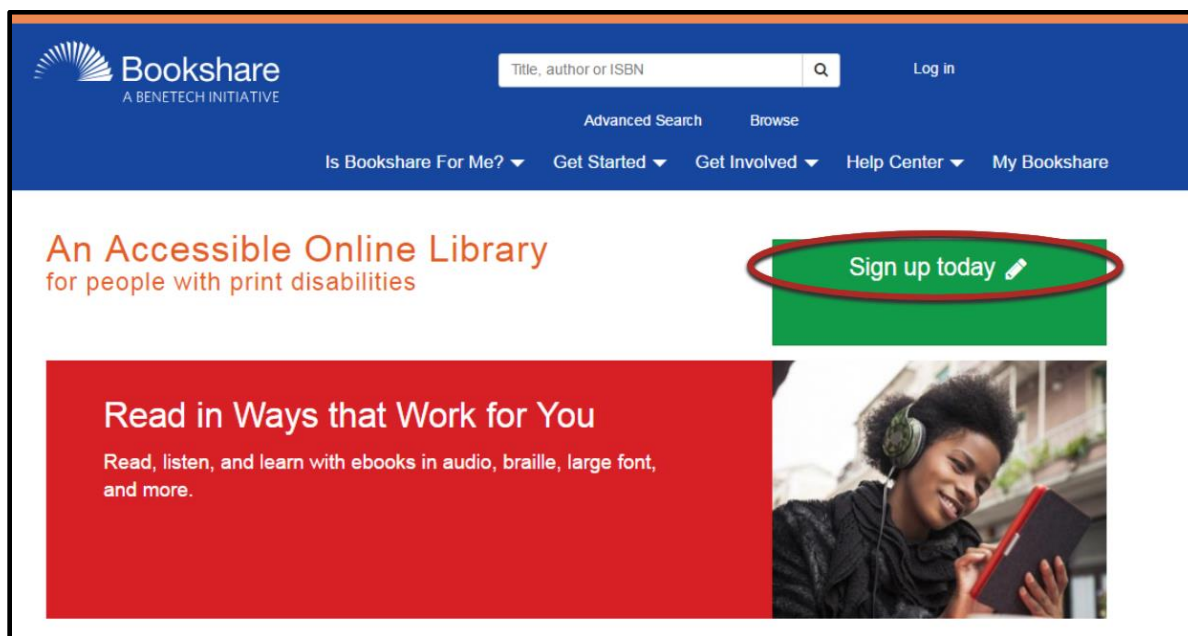 Bookshare
A BENETECH INITIATIVE
Title, author or ISBN
Log in
Advanced Search Browse
Is Bookshare For Me? Get Started Get Involved Help Center My Bookshare
An Accessible Online Library
for people with print disabilities
Sign up today
Read in Ways that Work for You
Read, listen, and learn with ebooks in audio, braille, large font,
and more.